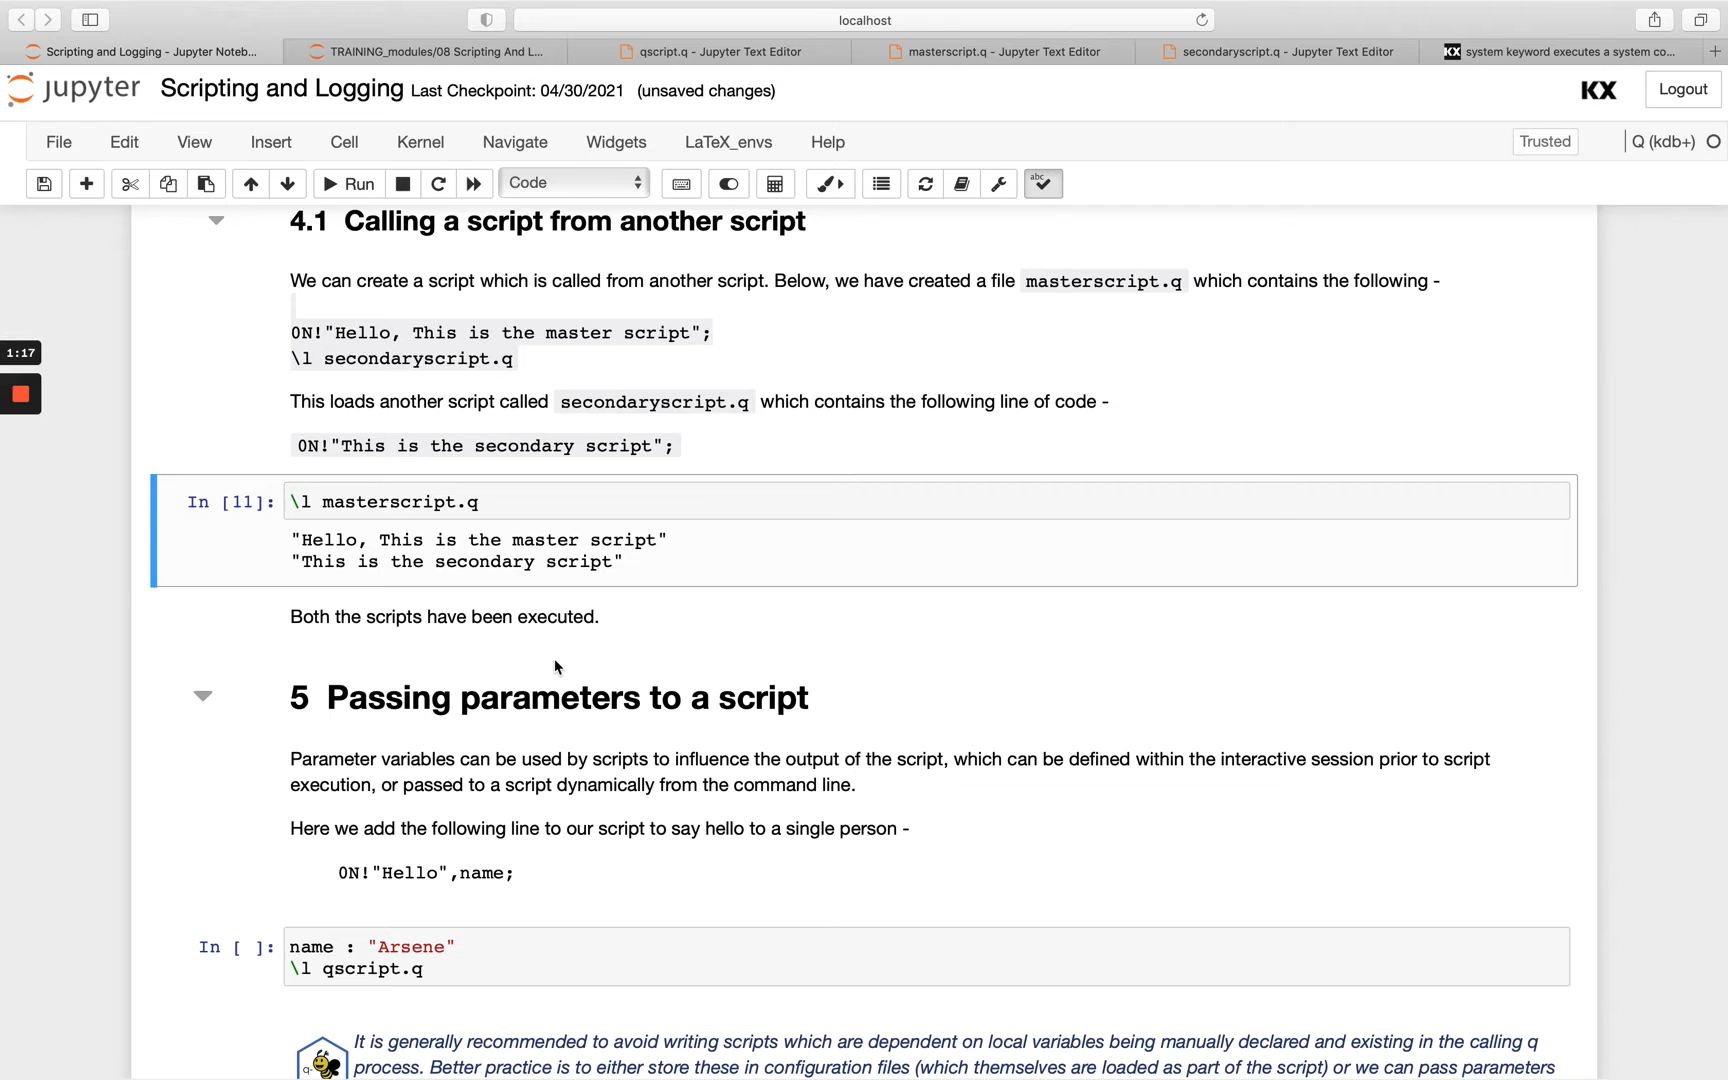 localhost
Scripting and Logging - Jupyter Noteb...
TRAINING_modules/08 Scripting And L...
qscript.q - Jupyter Text Editor
masterscript.q - Jupyter Text Editor
secondaryscript.q - Jupyter Text Editor
KX system keyword executes a system co...
jupyter Scripting and Logging Last Checkpoint: 04/30/2021 (unsaved changes)
KX
Logout
File Edit View Insert Cell Kernel Navigate Widgets LaTeX_envs Help
Trusted
Q (kdb+)
Run
Code
abc
4.1 Calling a script from another script
We can create a script which is called from another script. Below, we have created a file masterscript.q which contains the following -
0N!"Hello, This is the master script";
\l secondaryscript.q
1:17
This loads another script called secondaryscript.q which contains the following line of code -
0N!"This is the secondary script";
In [11]: \l masterscript.q
"Hello, This is the master script"
"This is the secondary script"
Both the scripts have been executed.
5 Passing parameters to a script
Parameter variables can be used by scripts to influence the output of the script, which can be defined within the interactive session prior to script
execution, or passed to a script dynamically from the command line.
Here we add the following line to our script to say hello to a single person -
0N!"Hello",name;
In [ ]: name : "Arsene"
\l qscript.q
It is generally recommended to avoid writing scripts which are dependent on local variables being manually declared and existing in the calling q
process. Better practice is to either store these in configuration files (which themselves are loaded as part of the script) or we can pass parameters